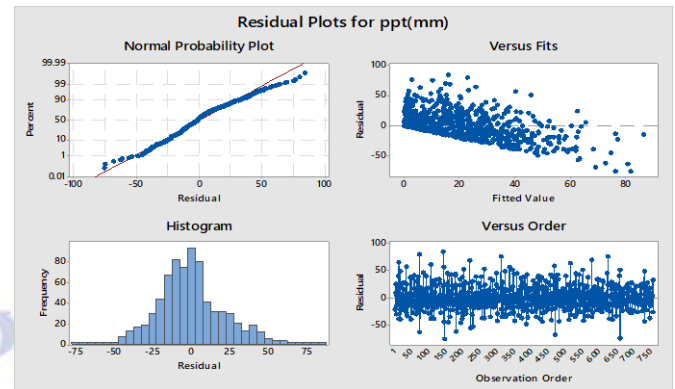 Residual Plots for ppt(mm)
Normal Probability Plot
99.99
99
90
50
10
1
0.01
Percent
-100 -50 0 50 100
Residual
Versus Fits
100
50
0
-50
Residual
0 20 40 60 80
Fitted Value
Histogram
80
60
40
20
0
Frequency
-75 -50 -25 0 25 50 75
Residual
Versus Order
100
50
0
-50
Residual
1 50 100 150 200 250 300 350 400 450 500 550 600 650 700 750
Observation Order